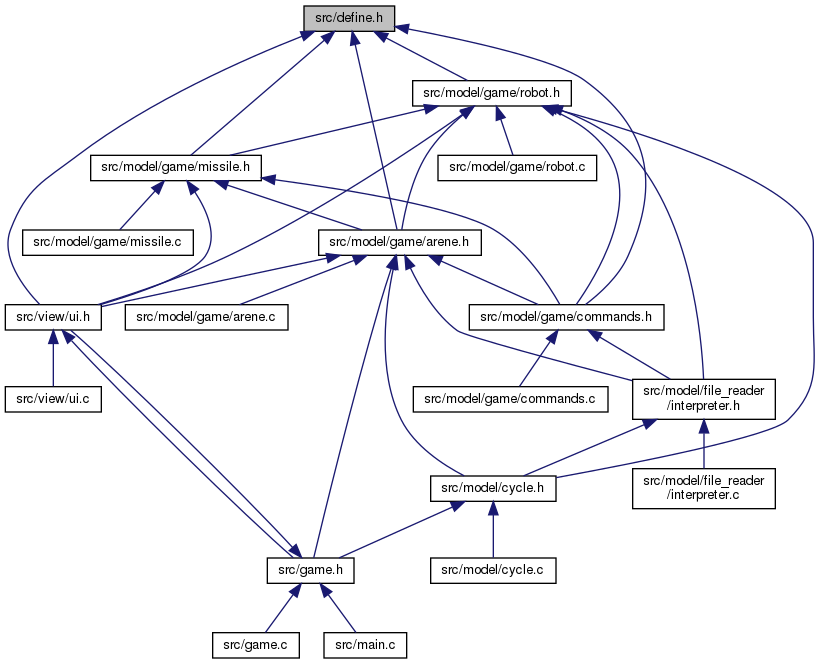 src/define.h
src/model/game/robot.h
src/model/game/missile.h
src/model/game/robot.c
src/model/game/missile.c
src/model/game/arene.h
src/view/ui.h
src/model/game/arene.c
src/model/game/commands.h
src/view/ui.c
src/model/game/commands.c
src/model/file_reader
/interpreter.h
src/model/cycle.h
src/model/file_reader
/interpreter.c
src/game.h
src/model/cycle.c
src/game.c
src/main.c